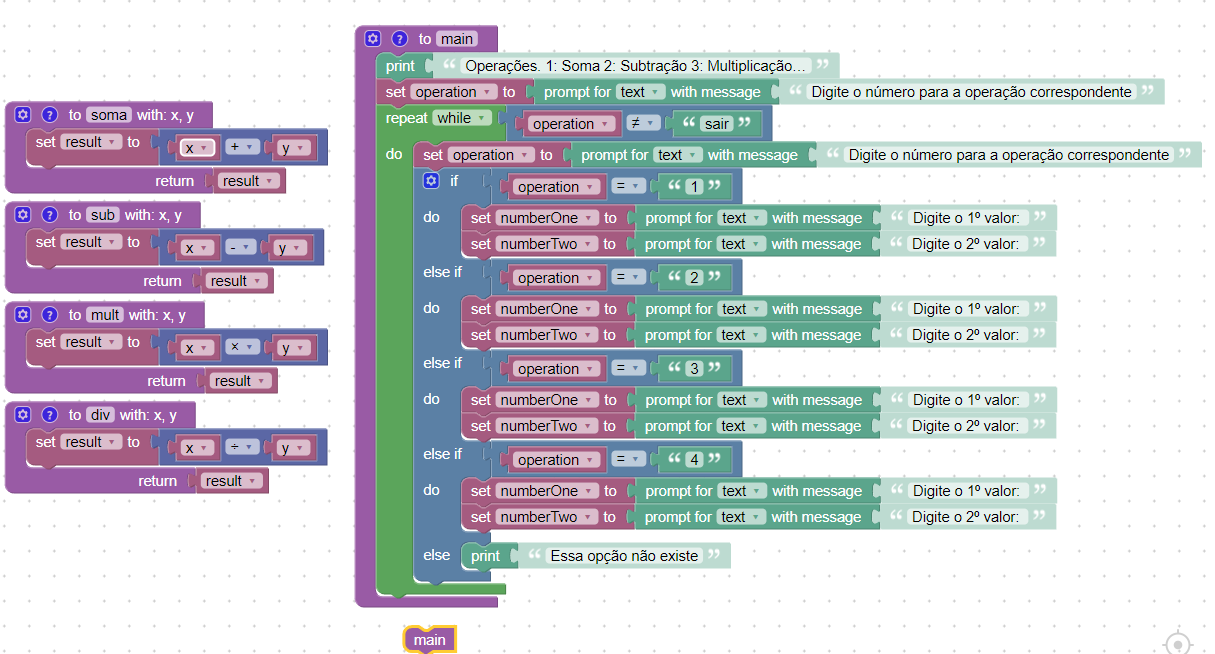 to soma with: x, y
set result to x + y
return result
to sub with: x, y
set result to x - y
return result
to mult with: x, y
set result to x × y
return result
to div with: x, y
set result to x ÷ y
return result
to main
print “ Operações. 1: Soma 2: Subtração 3: Multiplicação... ”
set operation to prompt for text with message “ Digite o número para a operação correspondente ”
repeat while operation ≠ “ sair ”
do set operation to prompt for text with message “ Digite o número para a operação correspondente ”
if operation = “ 1 ”
do set numberOne to prompt for text with message “ Digite o 1º valor: ”
set numberTwo to prompt for text with message “ Digite o 2º valor: ”
else if operation = “ 2 ”
do set numberOne to prompt for text with message “ Digite o 1º valor: ”
set numberTwo to prompt for text with message “ Digite o 2º valor: ”
else if operation = “ 3 ”
do set numberOne to prompt for text with message “ Digite o 1º valor: ”
set numberTwo to prompt for text with message “ Digite o 2º valor: ”
else if operation = “ 4 ”
do set numberOne to prompt for text with message “ Digite o 1º valor: ”
set numberTwo to prompt for text with message “ Digite o 2º valor: ”
else print “ Essa opção não existe ”
main